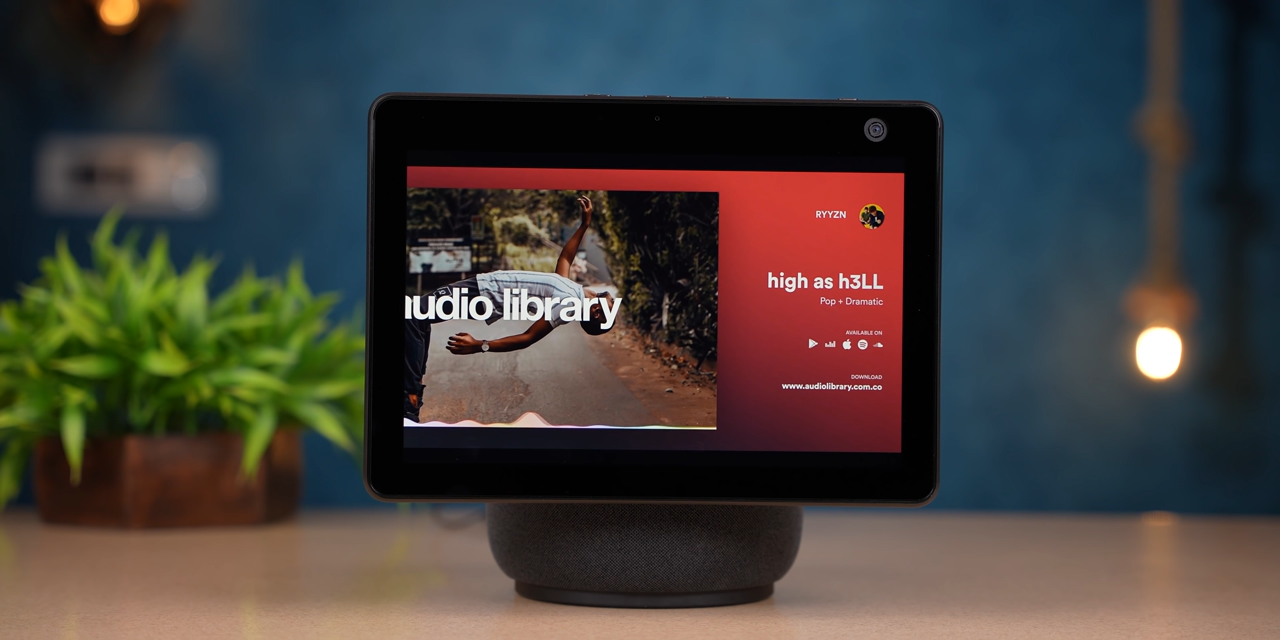 audio library
RYYZN
high as h3LL
Pop + Dramatic
AVAILABLE ON
DOWNLOAD
www.audiolibrary.com.co